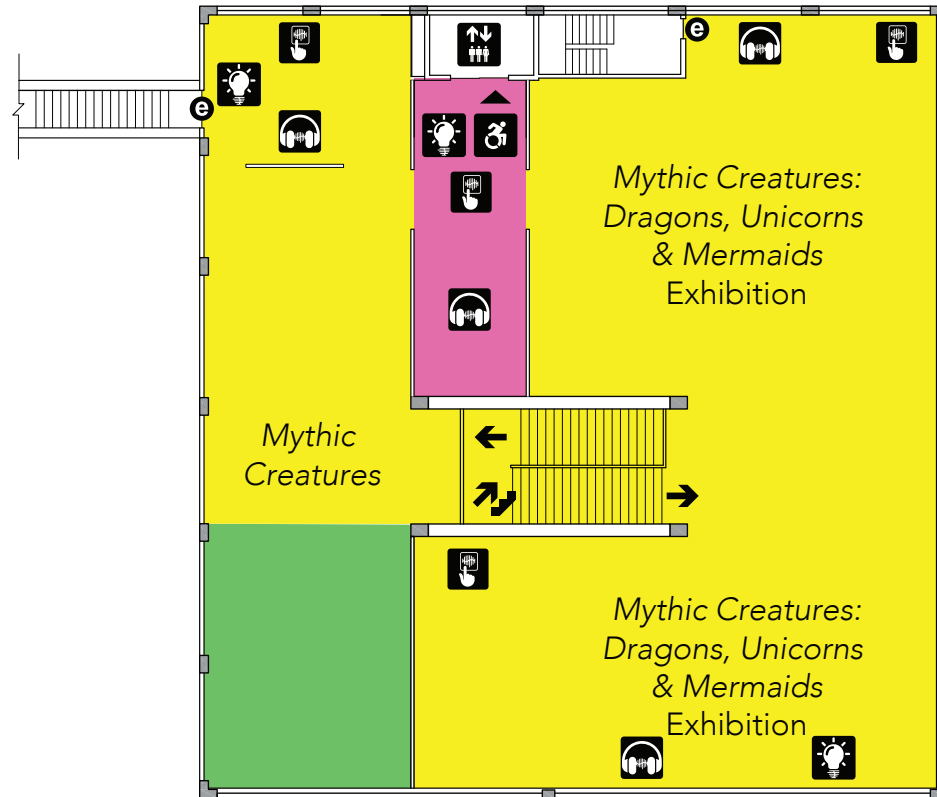 e
e
Mythic Creatures:
Dragons, Unicorns
& Mermaids
Exhibition
Mythic
Creatures
Mythic Creatures:
Dragons, Unicorns
& Mermaids
Exhibition